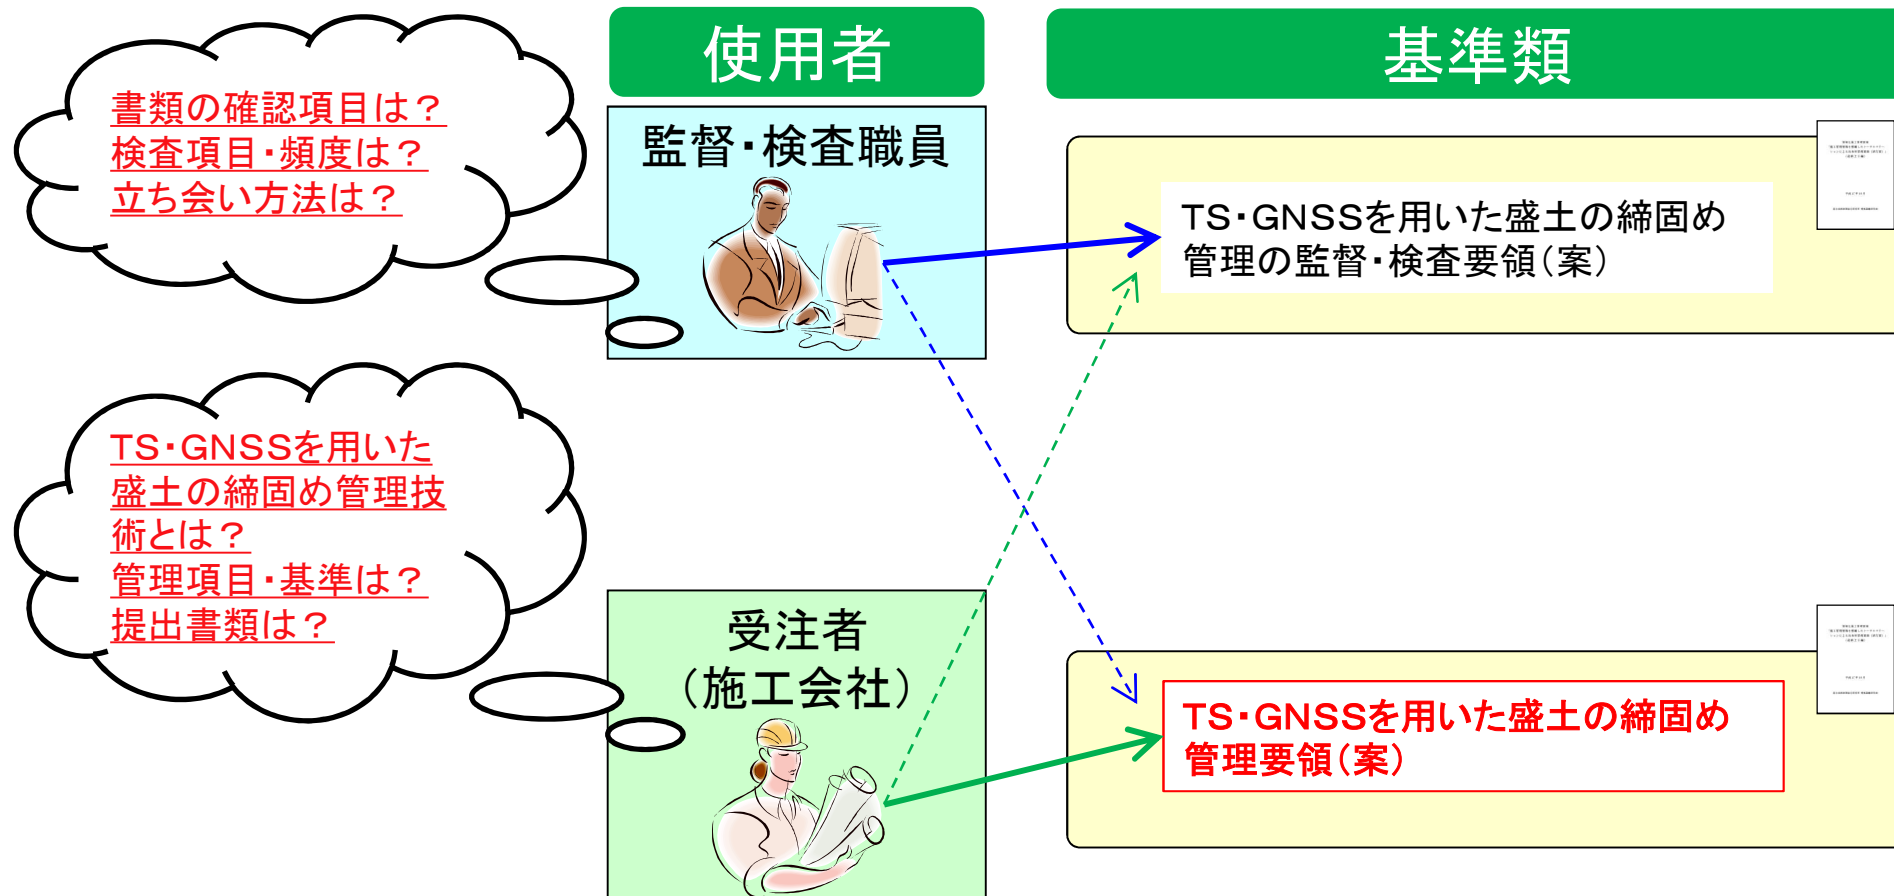 使用者
基準類
書類の確認項目は？
検査項目・頻度は？
立ち会い方法は？
監督・検査職員
TS・GNSSを用いた盛土の締固め
管理の監督・検査要領（案）
TS・GNSSを用いた
盛土の締固め管理技
術とは？
管理項目・基準は？
提出書類は？
受注者
（施工会社）
TS・GNSSを用いた盛土の締固め
管理要領（案）